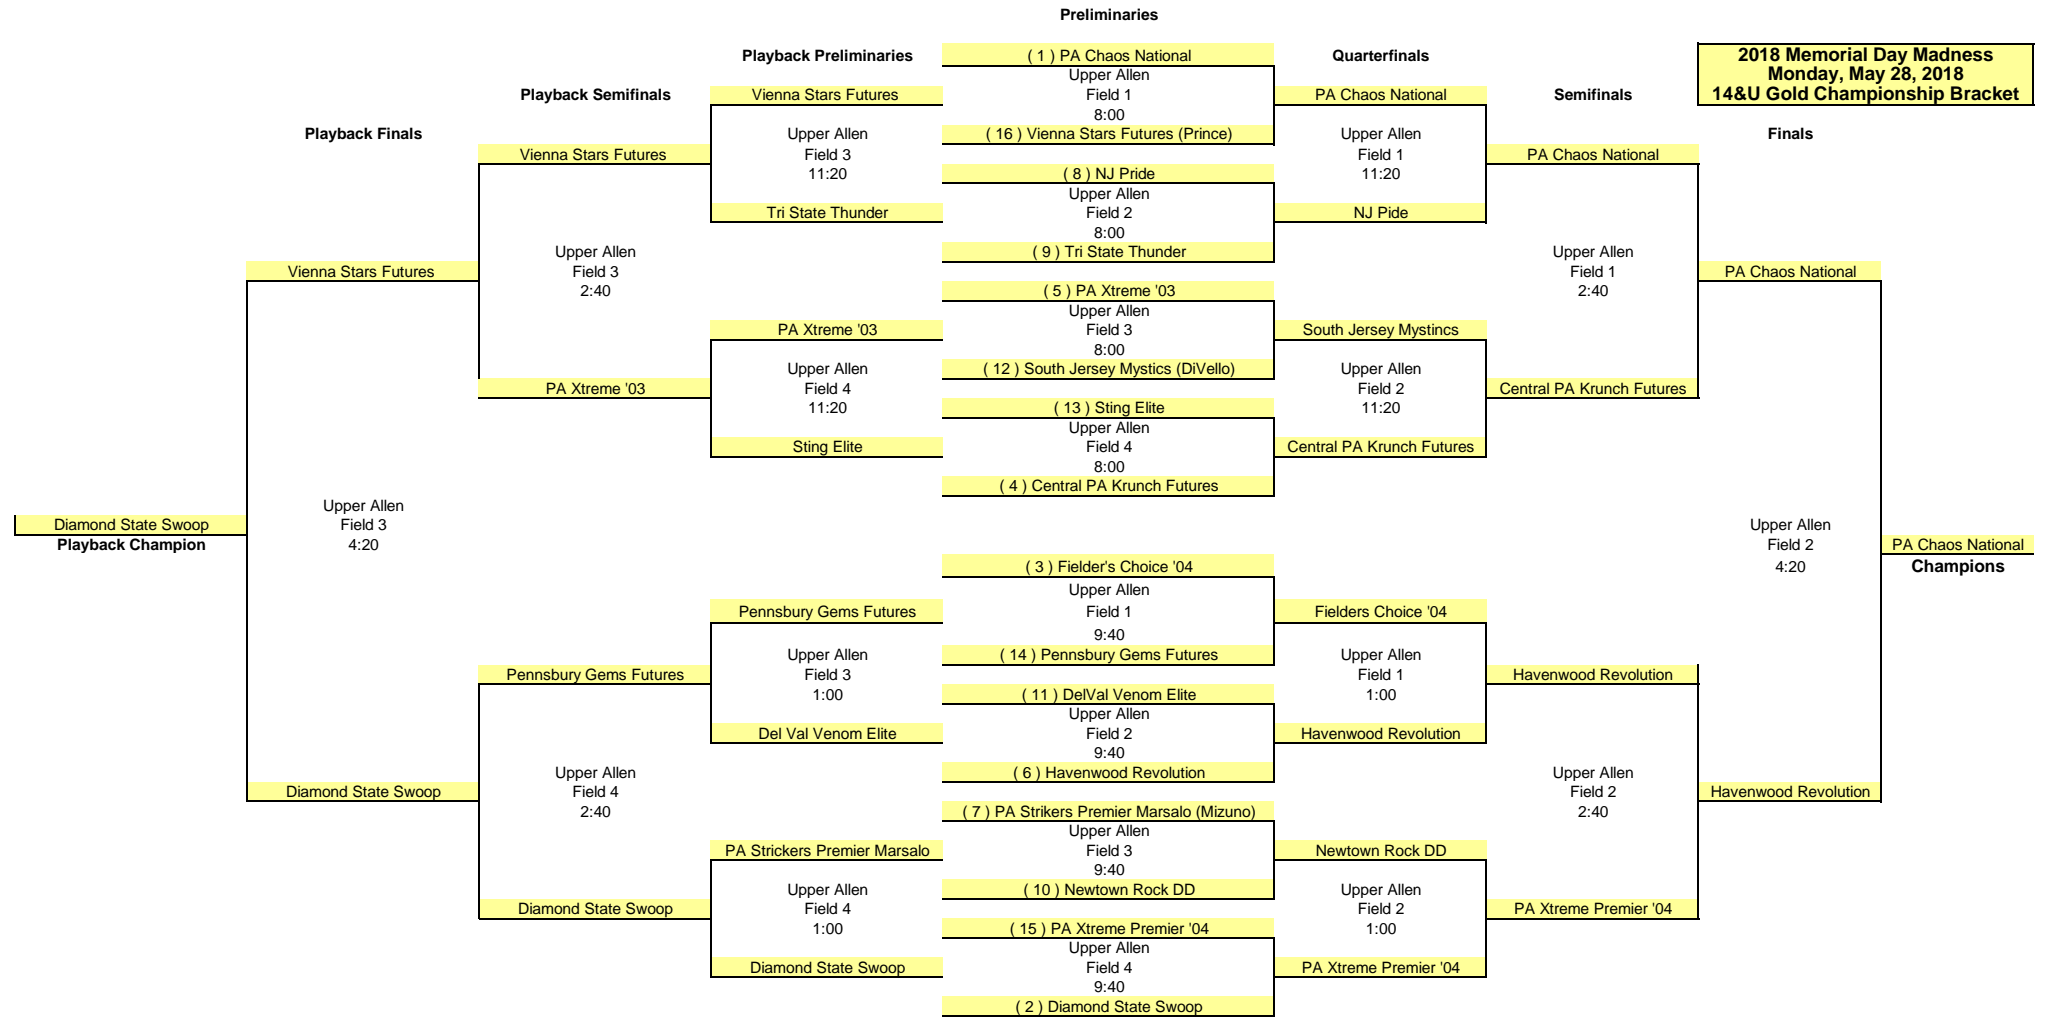 Preliminaries
Playback Preliminaries
Quarterfinals
Playback Semifinals
Semifinals
Playback Finals
Finals
2018 Memorial Day Madness
Monday, May 28, 2018
14&U Gold Championship Bracket
Diamond State Swoop
Playback Champion
Vienna Stars Futures
Upper Allen
Field 3
4:20
Diamond State Swoop
Vienna Stars Futures
Upper Allen
Field 3
2:40
PA Xtreme '03
Pennsbury Gems Futures
Upper Allen
Field 4
2:40
Diamond State Swoop
Vienna Stars Futures
Upper Allen
Field 3
11:20
Tri State Thunder
PA Xtreme '03
Upper Allen
Field 4
11:20
Sting Elite
Pennsbury Gems Futures
Upper Allen
Field 3
1:00
Del Val Venom Elite
PA Strickers Premier Marsalo
Upper Allen
Field 4
1:00
Diamond State Swoop
( 1 ) PA Chaos National
Upper Allen
Field 1
8:00
( 16 ) Vienna Stars Futures (Prince)
( 8 ) NJ Pride
Upper Allen
Field 2
8:00
( 9 ) Tri State Thunder
( 5 ) PA Xtreme '03
Upper Allen
Field 3
8:00
( 12 ) South Jersey Mystics (DiVello)
( 13 ) Sting Elite
Upper Allen
Field 4
8:00
( 4 ) Central PA Krunch Futures
( 3 ) Fielder's Choice '04
Upper Allen
Field 1
9:40
( 14 ) Pennsbury Gems Futures
( 11 ) DelVal Venom Elite
Upper Allen
Field 2
9:40
( 6 ) Havenwood Revolution
( 7 ) PA Strikers Premier Marsalo (Mizuno)
Upper Allen
Field 3
9:40
( 10 ) Newtown Rock DD
( 15 ) PA Xtreme Premier '04
Upper Allen
Field 4
9:40
( 2 ) Diamond State Swoop
PA Chaos National
Upper Allen
Field 1
11:20
NJ Pide
South Jersey Mystincs
Upper Allen
Field 2
11:20
Central PA Krunch Futures
Fielders Choice '04
Upper Allen
Field 1
1:00
Havenwood Revolution
Newtown Rock DD
Upper Allen
Field 2
1:00
PA Xtreme Premier '04
PA Chaos National
Upper Allen
Field 1
2:40
Central PA Krunch Futures
Havenwood Revolution
Upper Allen
Field 2
2:40
PA Xtreme Premier '04
PA Chaos National
Upper Allen
Field 2
4:20
Havenwood Revolution
PA Chaos National
Champions